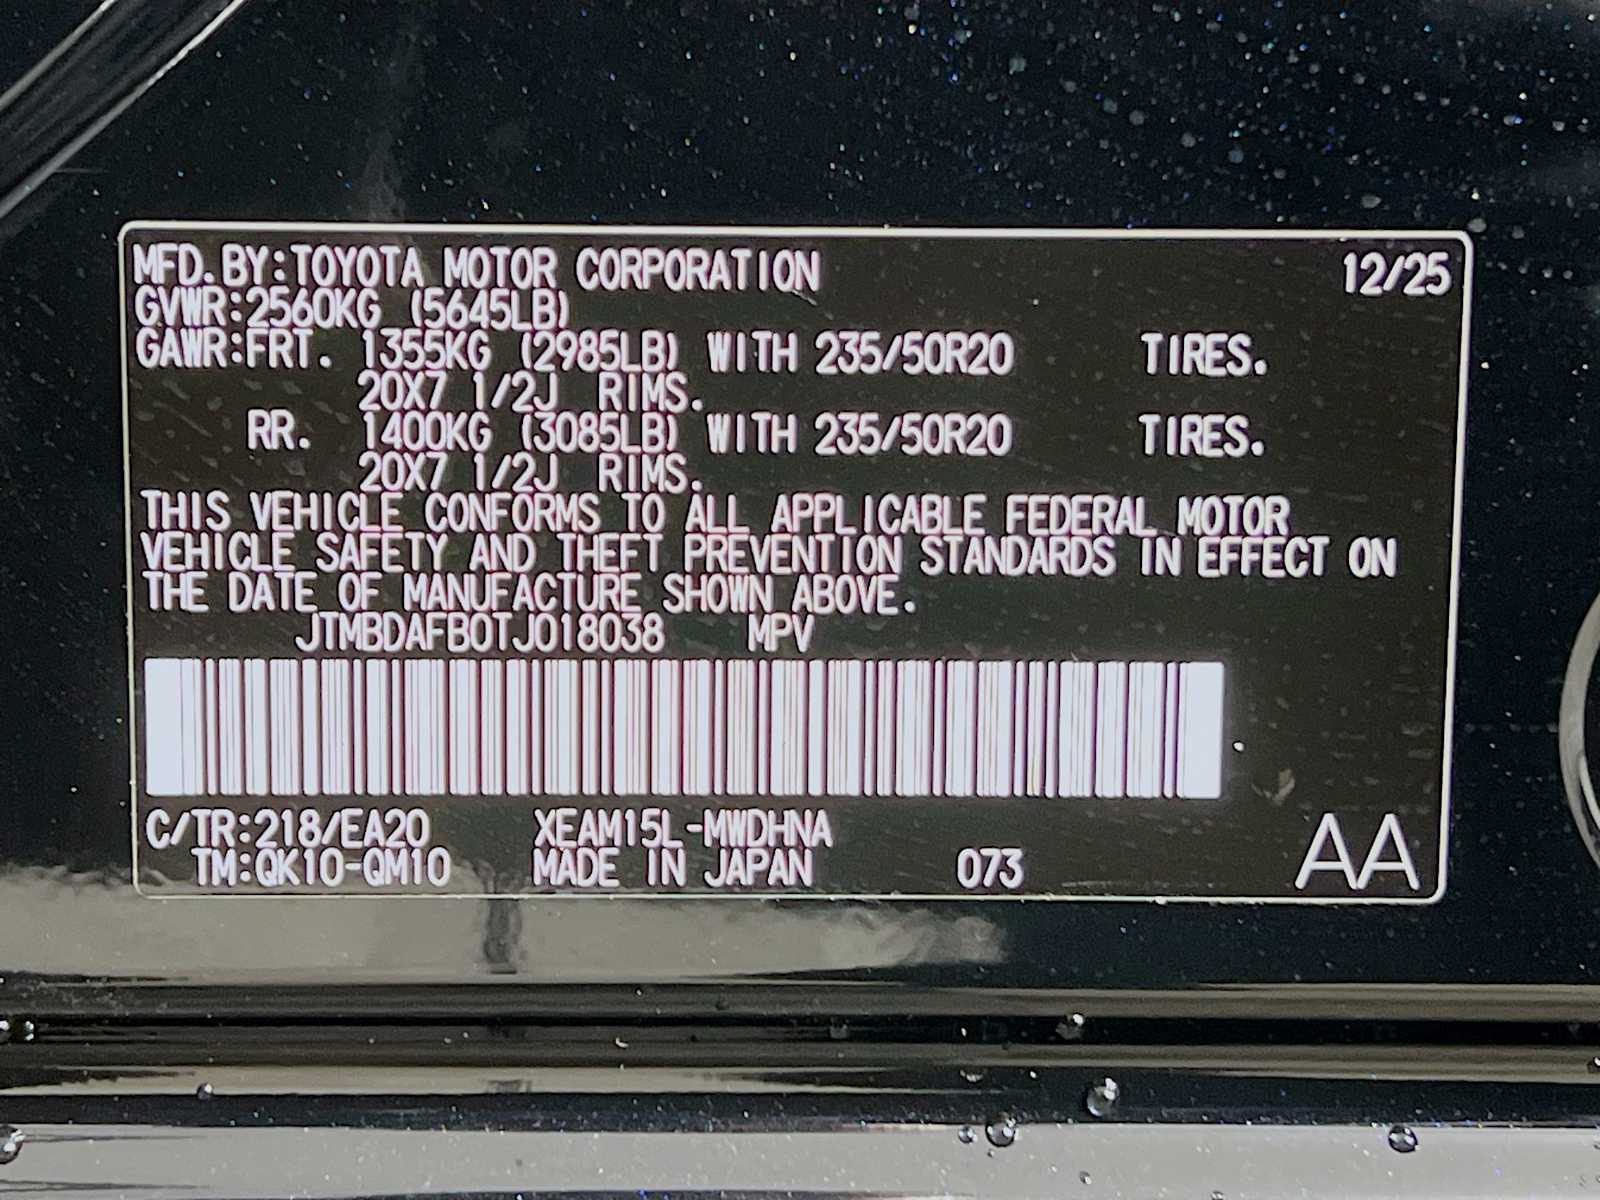 MFD.BY:TOYOTA MOTOR CORPORATION 12/25
GVWR:2560KG (5645LB)
GAWR:FRT. 1355KG (2985LB) WITH 235/50R20 TIRES.
20X7 1/2J RIMS.
RR. 1400KG (3085LB) WITH 235/50R20 TIRES.
20X7 1/2J RIMS.
THIS VEHICLE CONFORMS TO ALL APPLICABLE FEDERAL MOTOR
VEHICLE SAFETY AND THEFT PREVENTION STANDARDS IN EFFECT ON
THE DATE OF MANUFACTURE SHOWN ABOVE.
JTMBDAFB0TJ018038 MPV
C/TR:218/EA20 XEAM15L-MWDHNA
TM:QK10-QM10 MADE IN JAPAN 073 AA